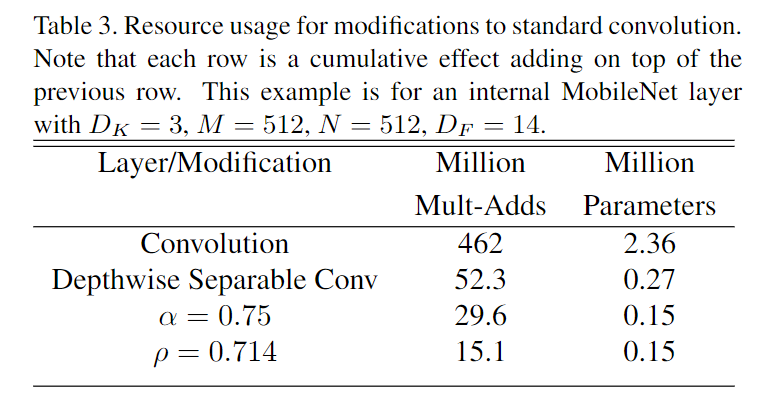 Table 3. Resource usage for modifications to standard convolution.
Note that each row is a cumulative effect adding on top of the
previous row. This example is for an internal MobileNet layer
with D_K = 3, M = 512, N = 512, D_F = 14.
Layer/Modification Million Million
Mult-Adds Parameters
Convolution 462 2.36
Depthwise Separable Conv 52.3 0.27
α = 0.75 29.6 0.15
ρ = 0.714 15.1 0.15